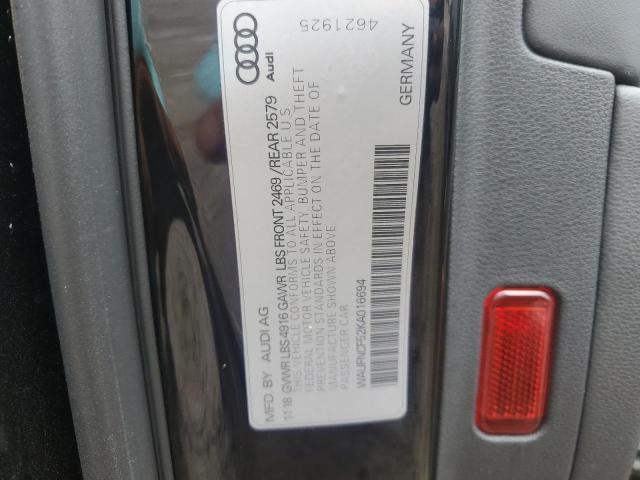 4621925
Audi
GERMANY
MFD. BY AUDI AG
11 18 GVWR LBS 4916 GAWR LBS FRONT 2469 / REAR 2579
THIS VEHICLE CONFORMS TO ALL APPLICABLE U S
FEDERAL MOTOR VEHICLE SAFETY, BUMPER AND THEFT
PREVENTION STANDARDS IN EFFECT ON THE DATE OF
MANUFACTURE SHOWN ABOVE
PASSENGER CAR
WAUPNCF52KA016694